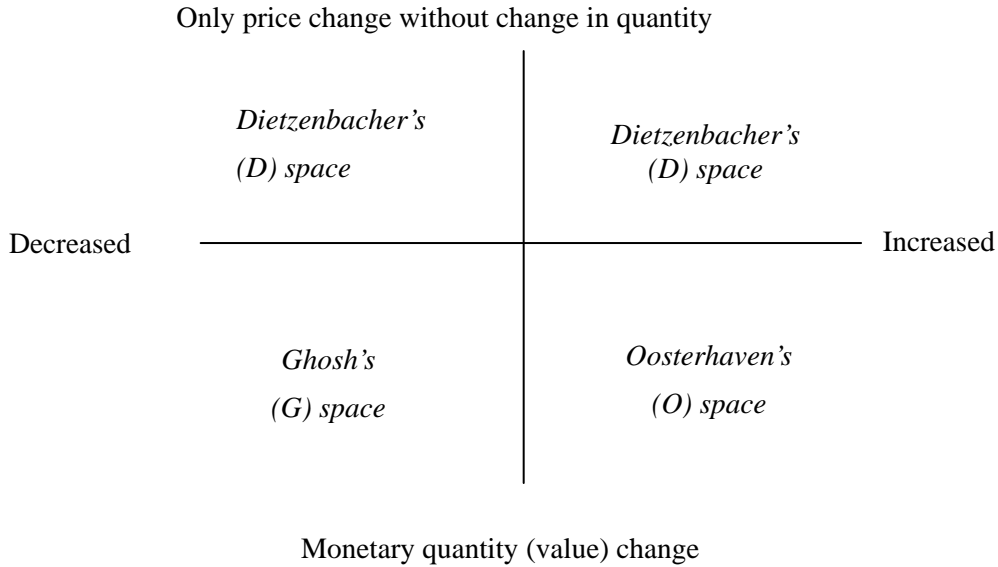 Only price change without change in quantity
Dietzenbacher’s
(D) space
Dietzenbacher’s
(D) space
Decreased
Increased
Ghosh’s
(G) space
Oosterhaven’s
(O) space
Monetary quantity (value) change